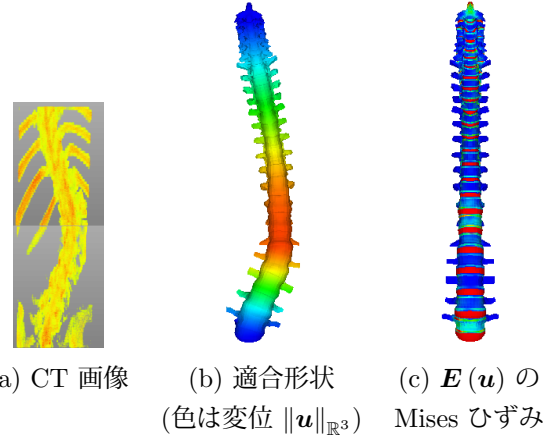 a) CT 画像
(b) 適合形状
(色は変位 ‖u‖ℝ³)
(c) E (u) の
Mises ひずみ